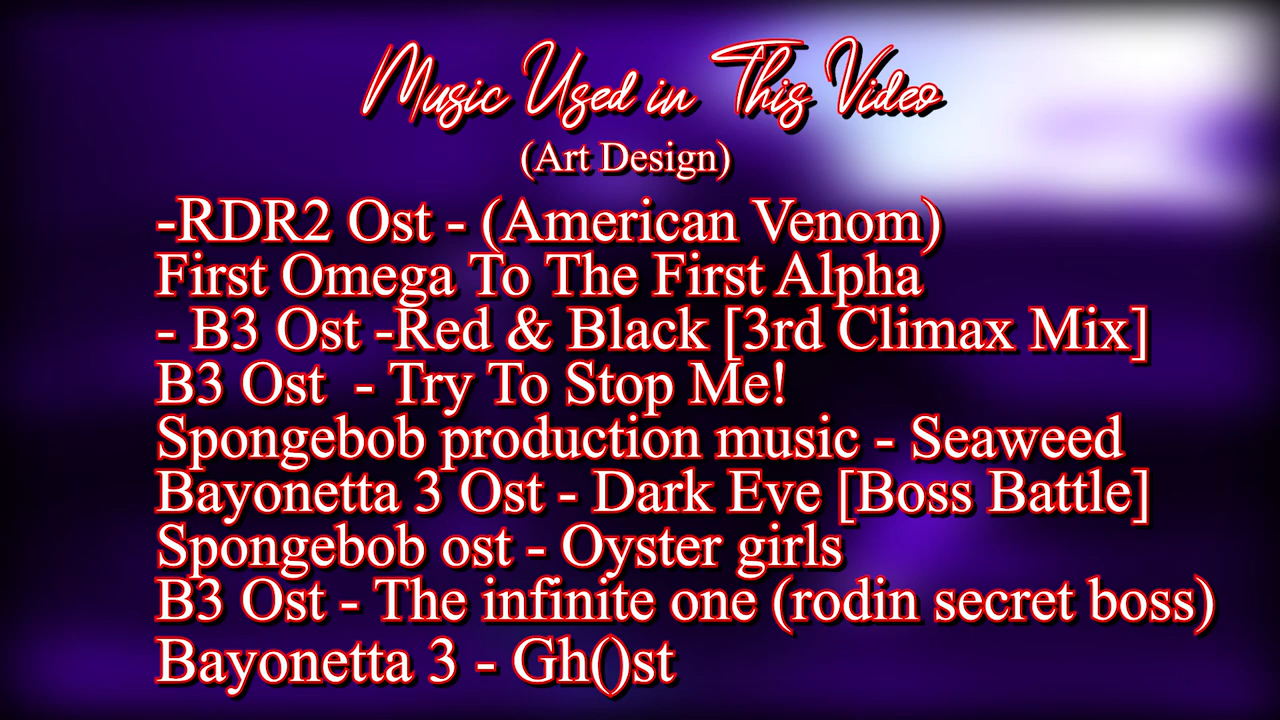 Music Used in This Video
(Art Design)
-RDR2 Ost - (American Venom)
First Omega To The First Alpha
- B3 Ost -Red & Black [3rd Climax Mix]
B3 Ost  - Try To Stop Me!
Spongebob production music - Seaweed
Bayonetta 3 Ost - Dark Eve [Boss Battle]
Spongebob ost - Oyster girls
B3 Ost - The infinite one (rodin secret boss)
Bayonetta 3 - Gh()st